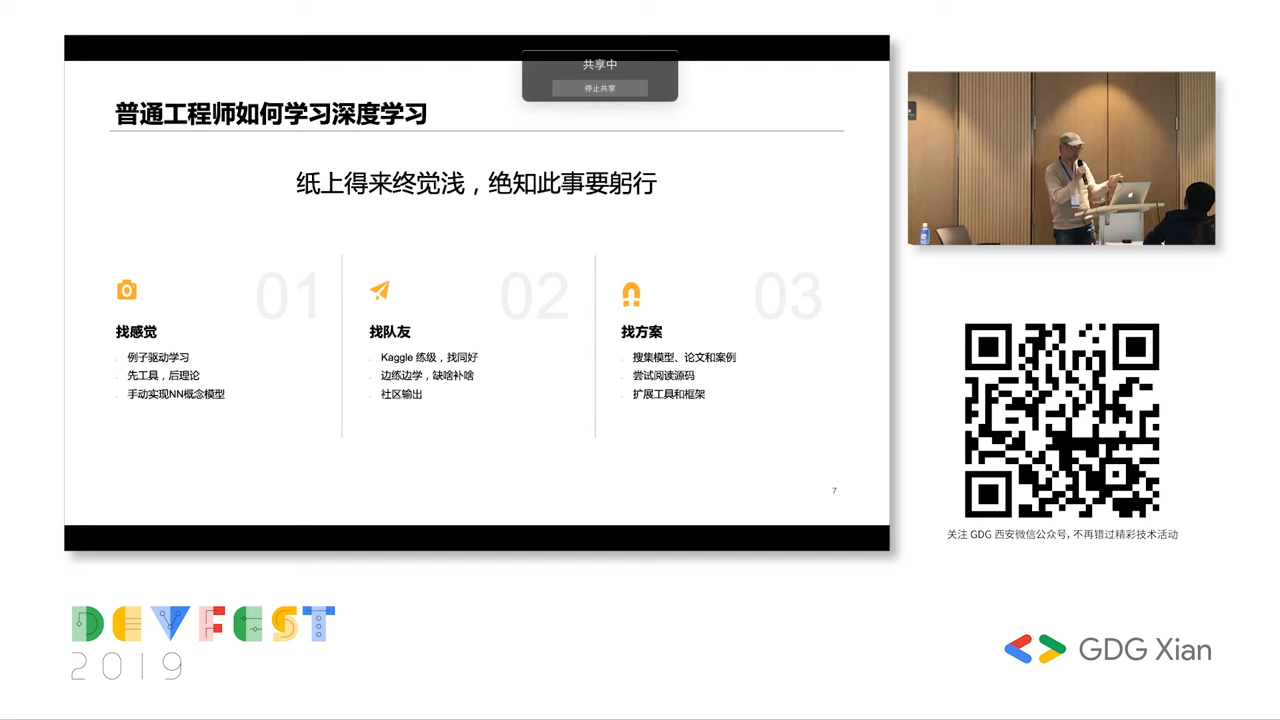 共享中
停止共享
普通工程师如何学习深度学习
纸上得来终觉浅，绝知此事要躬行
01
找感觉
例子驱动学习
先工具，后理论
手动实现NN概念模型
02
找队友
Kaggle 练级，找同好
边练边学，缺啥补啥
社区输出
03
找方案
搜集模型、论文和案例
尝试阅读源码
扩展工具和框架
7
关注 GDG 西安微信公众号, 不再错过精彩技术活动
DEVFEST
2019
GDG Xian